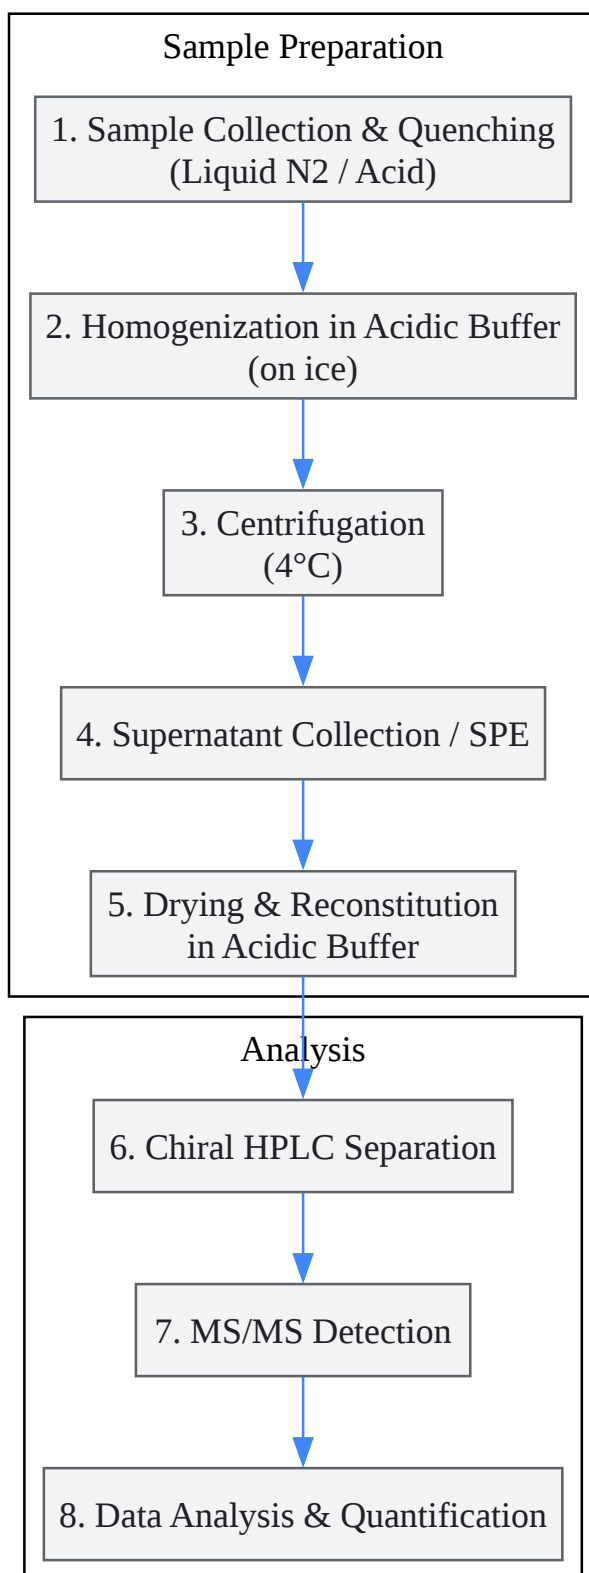 Sample Preparation
1. Sample Collection & Quenching
(Liquid N2 / Acid)
2. Homogenization in Acidic Buffer
(on ice)
3. Centrifugation
(4°C)
4. Supernatant Collection / SPE
5. Drying & Reconstitution
in Acidic Buffer
Analysis
6. Chiral HPLC Separation
7. MS/MS Detection
8. Data Analysis & Quantification